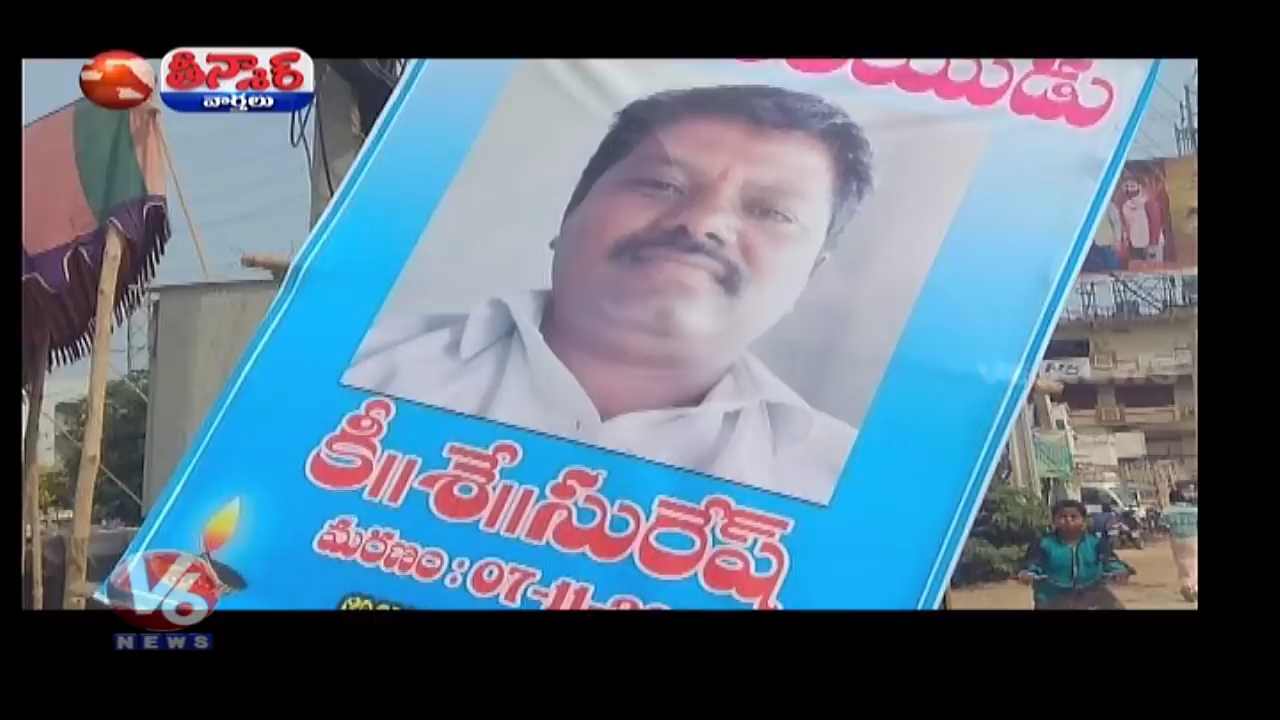 తీన్మార్
వార్తలు
కీ॥శే॥సురేష్
మరణం : 07-11-
V6
NEWS